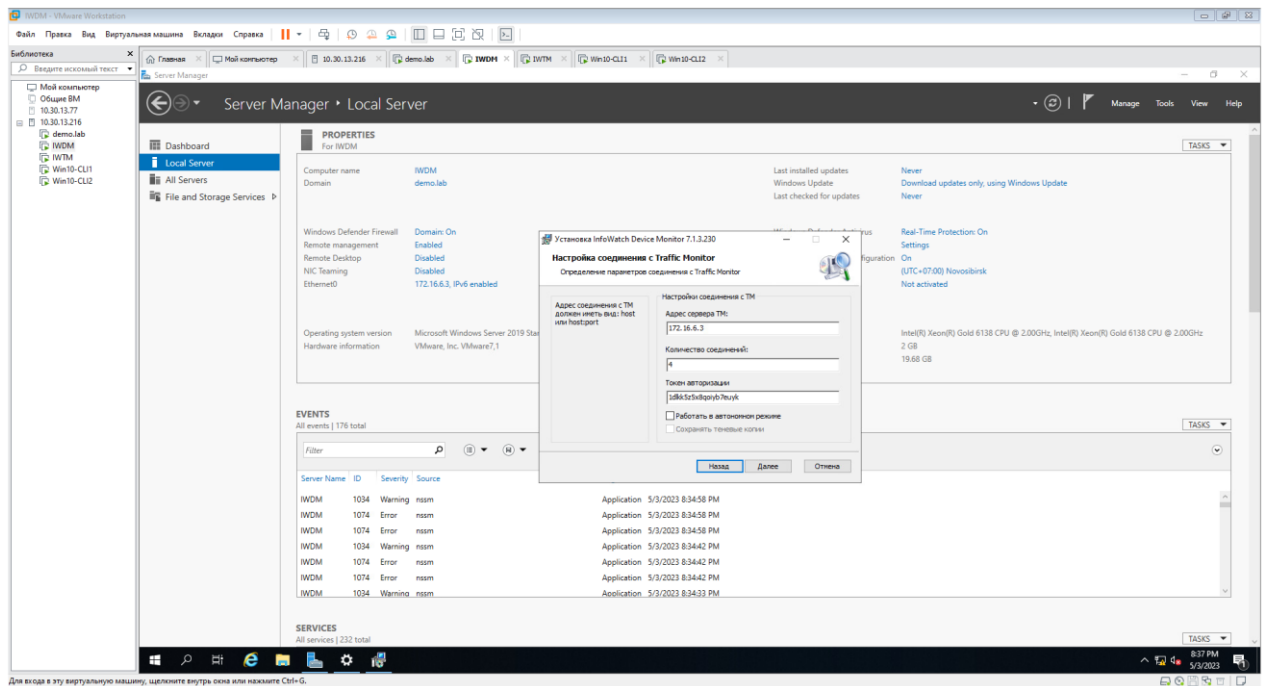 IWDM - VMware Workstation
Файл Правка Вид Виртуальная машина Вкладки Справка
Библиотека
Введите искомый текст
Мой компьютер
Общие ВМ
10.30.13.77
10.30.13.216
demo.lab
IWDM
IWTM
Win10-CLI1
Win10-CLI2
Главная Мой компьютер 10.30.13.216 demo.lab IWDM IWTM Win10-CLI1 Win10-CLI2
Server Manager
Server Manager Local Server
Manage Tools View Help
Dashboard
Local Server
All Servers
File and Storage Services
PROPERTIES
For IWDM
TASKS
Computer name IWDM
Domain demo.lab
Last installed updates Never
Windows Update Download updates only, using Windows Update
Last checked for updates Never
Windows Defender Firewall Domain: On
Remote management Enabled
Remote Desktop Disabled
NIC Teaming Disabled
Ethernet0 172.16.6.3, IPv6 enabled
Real-Time Protection: On
Settings
On
(UTC+07:00) Novosibirsk
Not activated
Operating system version Microsoft Windows Server 2019 Sta
Hardware information VMware, Inc. VMware7,1
Intel(R) Xeon(R) Gold 6138 CPU @ 2.00GHz, Intel(R) Xeon(R) Gold 6138 CPU @ 2.00GHz
2 GB
19.68 GB
Установка InfoWatch Device Monitor 7.1.3.230
Настройка соединения с Traffic Monitor
Определение параметров соединения с Traffic Monitor
Адрес соединения с ТМ
должен иметь вид: host
или host:port
Настройки соединения с ТМ
Адрес сервера ТМ:
172.16.6.3
Количество соединений:
4
Токен авторизации
Работать в автономном режиме
Сохранять теневые копии
Назад Далее Отмена
EVENTS
All events | 176 total
TASKS
Filter
Server Name ID Severity Source
IWDM 1034 Warning nssm Application 5/3/2023 8:34:58 PM
IWDM 1074 Error nssm Application 5/3/2023 8:34:58 PM
IWDM 1074 Error nssm Application 5/3/2023 8:34:58 PM
IWDM 1034 Warning nssm Application 5/3/2023 8:34:42 PM
IWDM 1074 Error nssm Application 5/3/2023 8:34:42 PM
IWDM 1074 Error nssm Application 5/3/2023 8:34:42 PM
IWDM 1034 Warning nssm Application 5/3/2023 8:34:33 PM
SERVICES
All services | 232 total
TASKS
8:37 PM
5/3/2023
Для входа в эту виртуальную машину, щелкните внутрь окна или нажмите Ctrl+G.